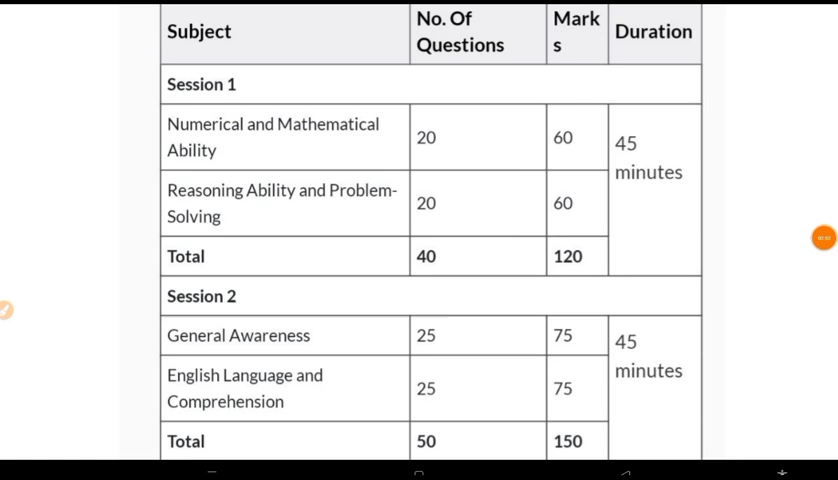 Subject
No. Of
Questions
Mark
s
Duration
Session 1
Numerical and Mathematical
Ability
20
60
45
minutes
Reasoning Ability and Problem-
Solving
20
60
Total
40
120
Session 2
General Awareness
25
75
45
minutes
English Language and
Comprehension
25
75
Total
50
150